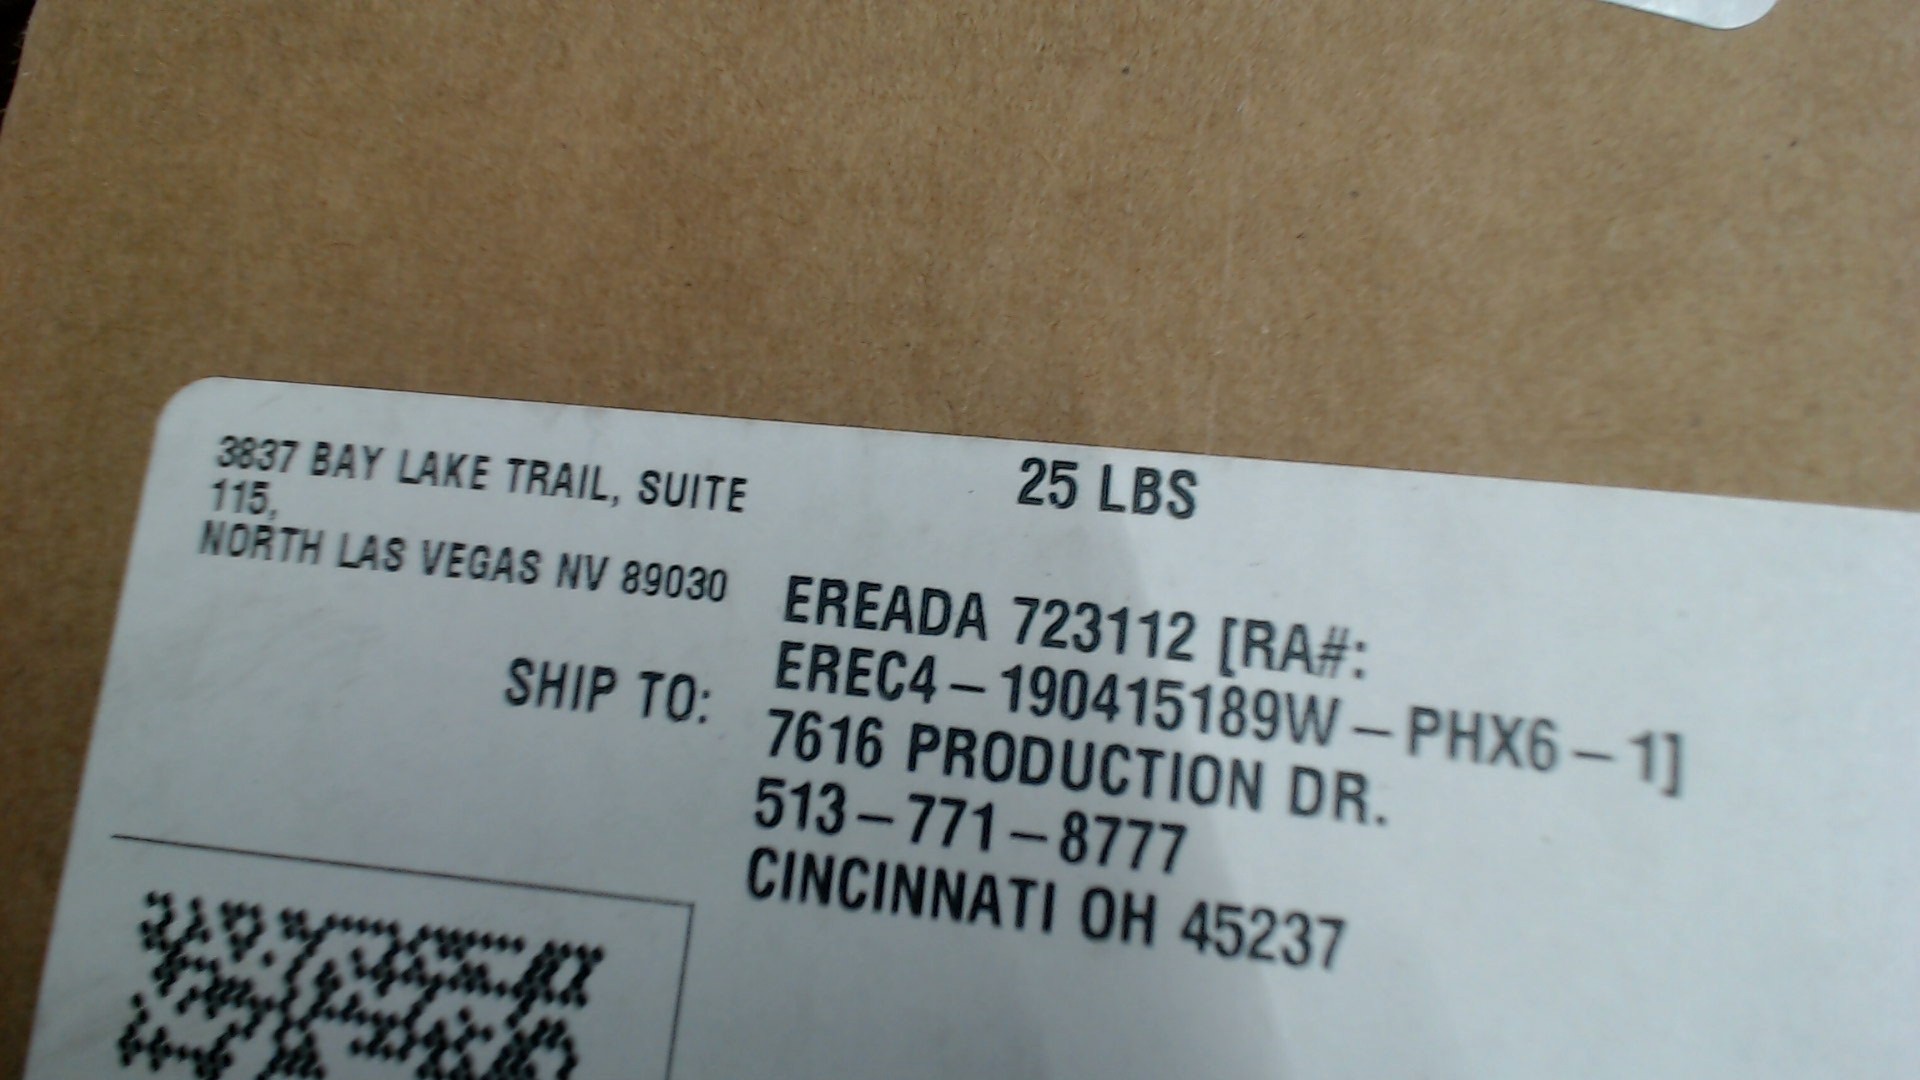 3837 BAY LAKE TRAIL, SUITE
115,
NORTH LAS VEGAS NV 89030
25 LBS
SHIP TO:
EREADA 723112 [RA#:
EREC4-190415189W-PHX6-1]
7616 PRODUCTION DR.
513-771-8777
CINCINNATI OH 45237